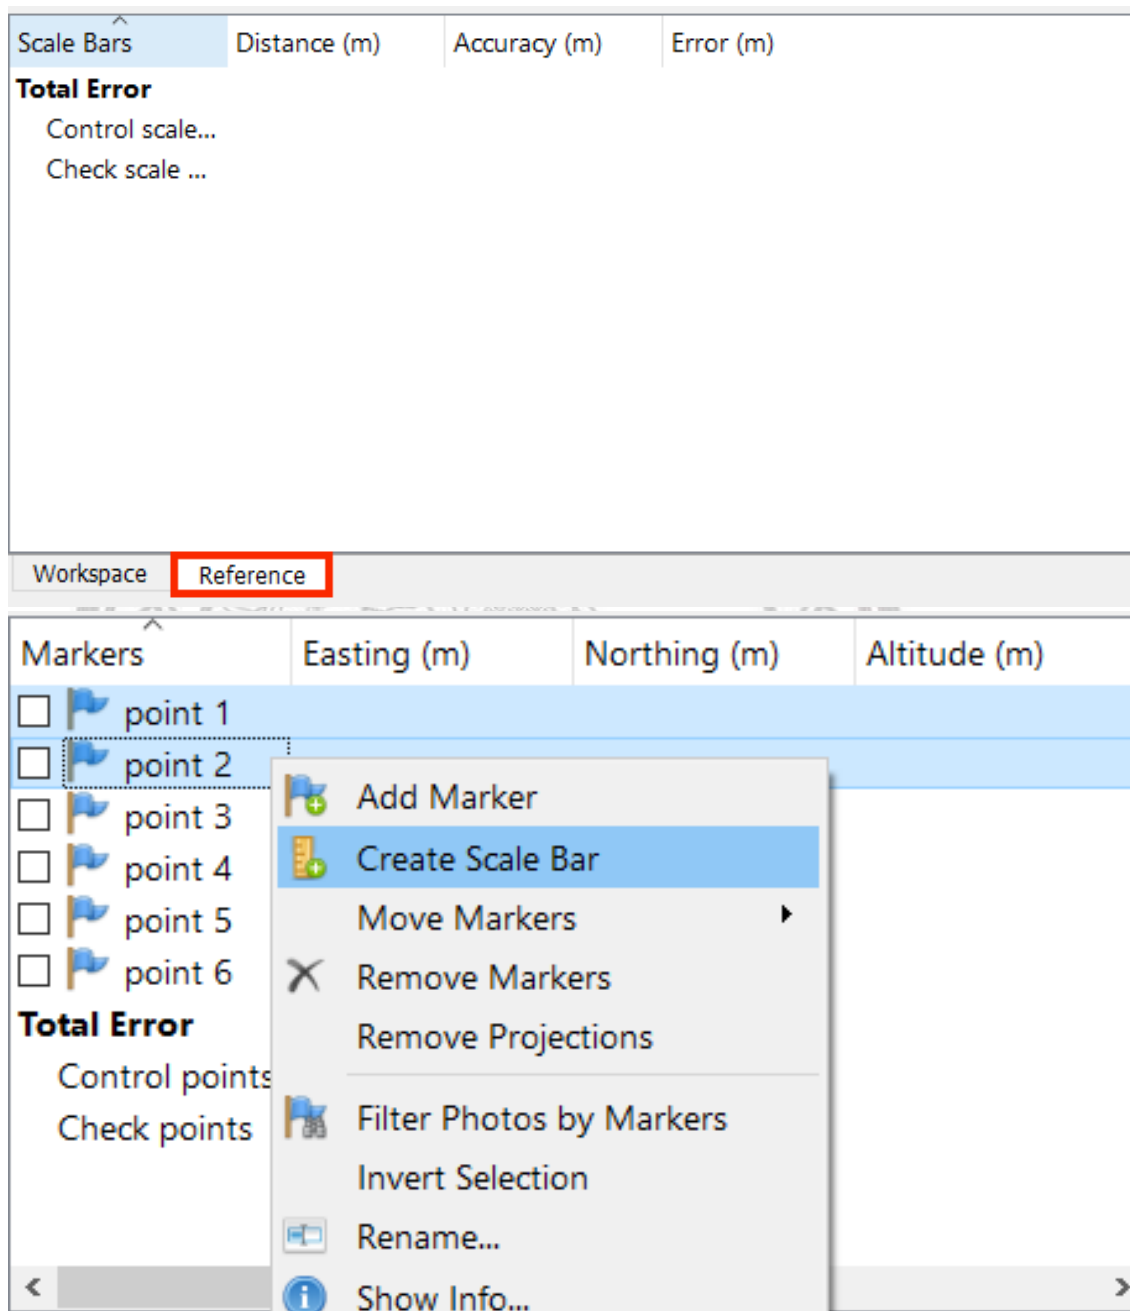 Scale Bars Distance (m) Accuracy (m) Error (m)
Total Error
Control scale...
Check scale ...
Workspace Reference
Markers Easting (m) Northing (m) Altitude (m)
point 1
point 2
point 3
point 4
point 5
point 6
Total Error
Control points
Check points
Add Marker
Create Scale Bar
Move Markers
Remove Markers
Remove Projections
Filter Photos by Markers
Invert Selection
Rename...
Show Info...